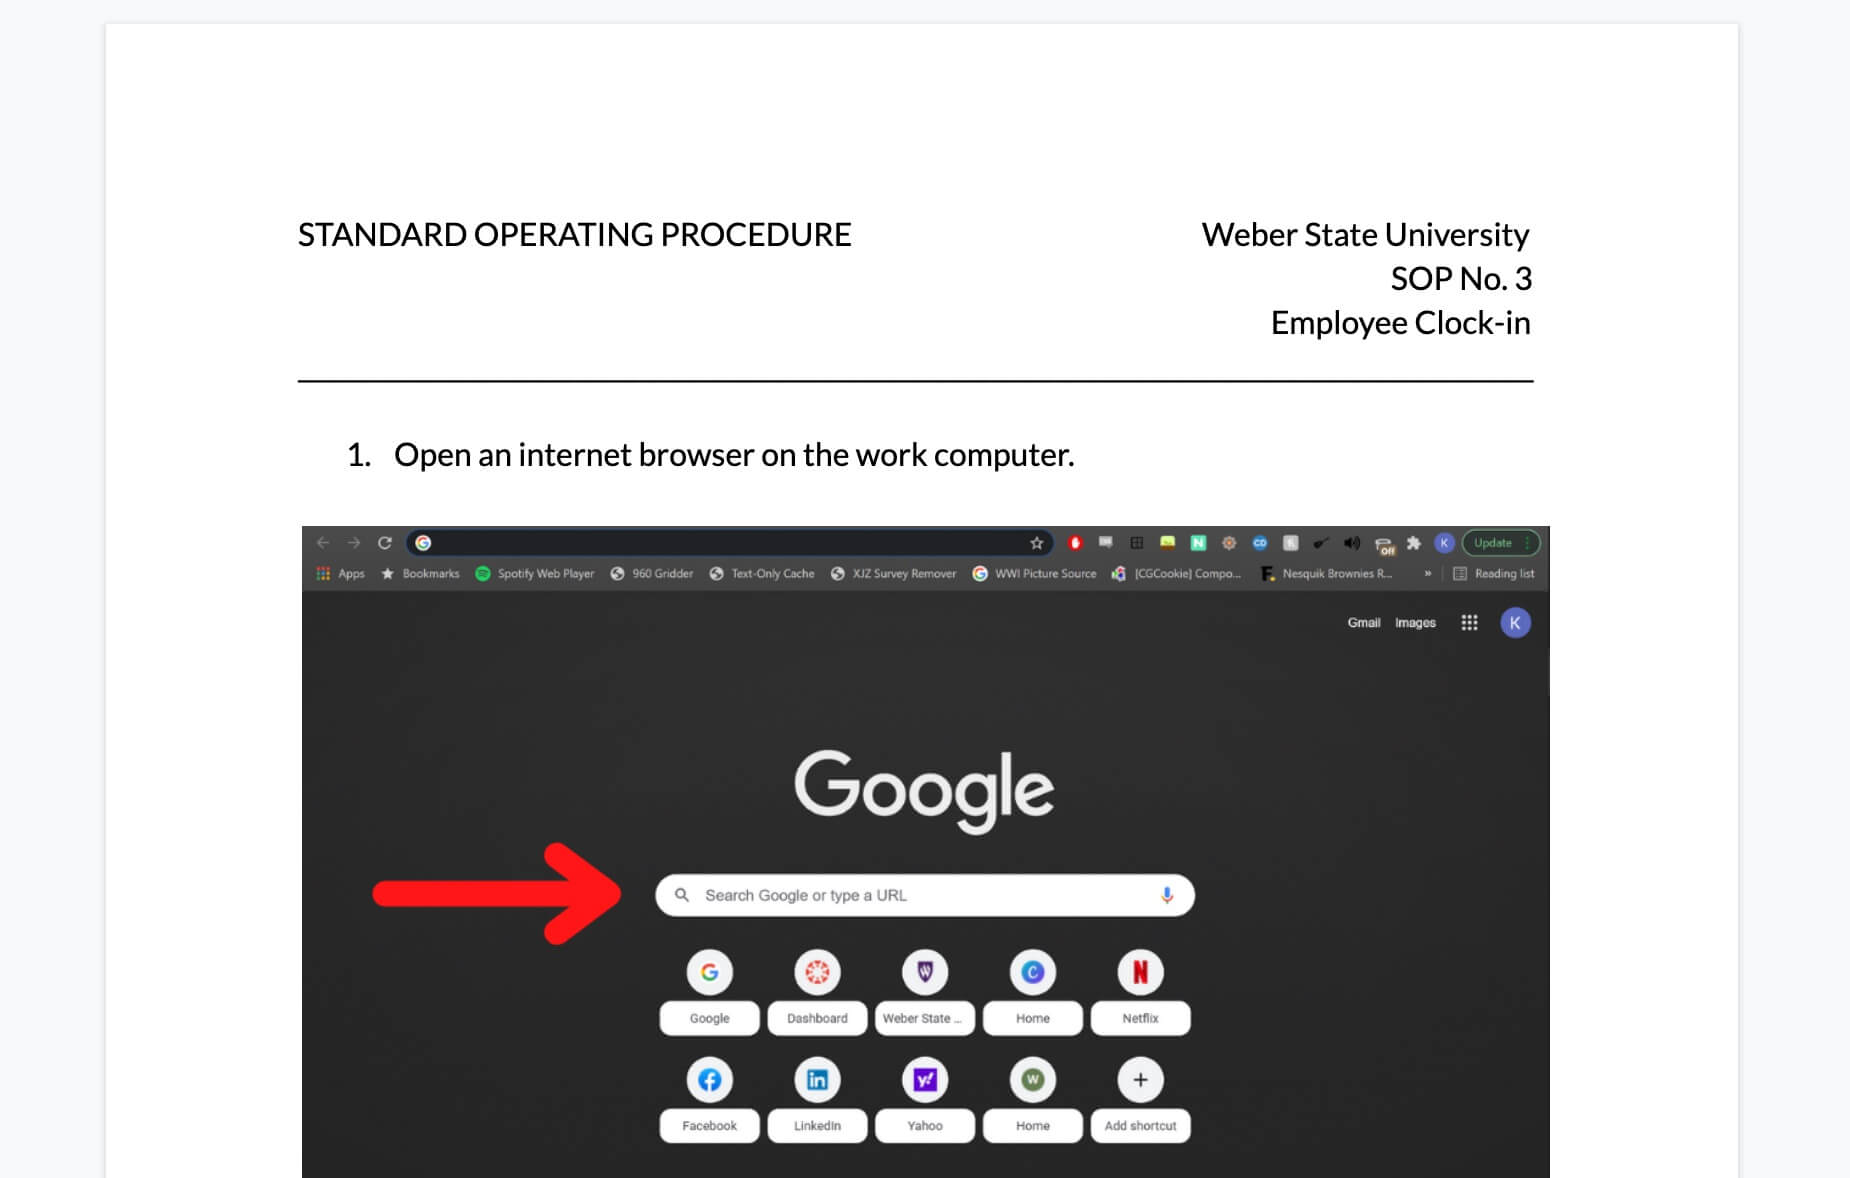 STANDARD OPERATING PROCEDURE
Weber State University
SOP No. 3
Employee Clock-in
1. Open an internet browser on the work computer.
N CD Off K Update
Apps Bookmarks Spotify Web Player 960 Gridder Text-Only Cache XJZ Survey Remover WWI Picture Source [CGCookie] Compo... Nesquik Brownies R... » Reading list
Gmail Images K
Google
Search Google or type a URL
G W C N
Google Dashboard Weber State ... Home Netflix
f in y! W +
Facebook LinkedIn Yahoo Home Add shortcut